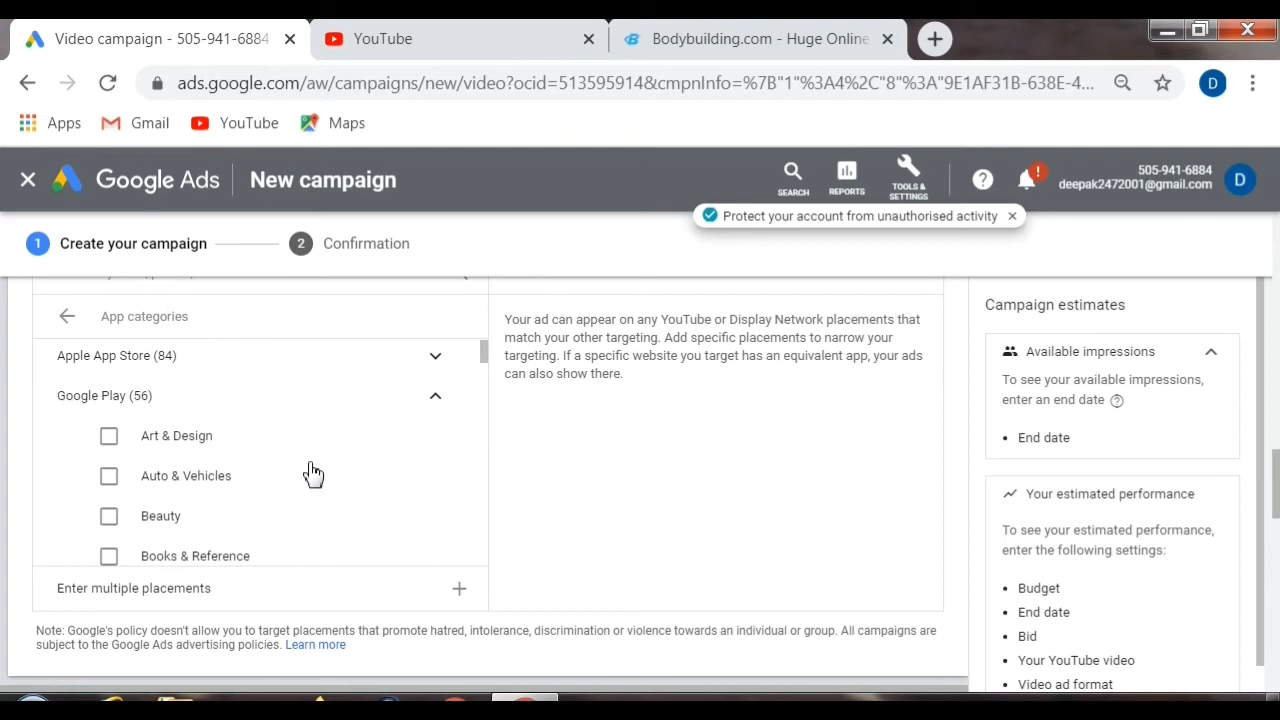 Video campaign - 505-941-6884
YouTube
Bodybuilding.com - Huge Online
ads.google.com/aw/campaigns/new/video?ocid=513595914&cmpnInfo=%7B"1"%3A4%2C"8"%3A"9E1AF31B-638E-4...
D
Apps
Gmail
YouTube
Maps
Google Ads
New campaign
SEARCH
REPORTS
TOOLS &
SETTINGS
505-941-6884
deepak2472001@gmail.com
D
Protect your account from unauthorised activity
1 Create your campaign
2 Confirmation
App categories
Apple App Store (84)
Google Play (56)
Art & Design
Auto & Vehicles
Beauty
Books & Reference
Enter multiple placements
Your ad can appear on any YouTube or Display Network placements that
match your other targeting. Add specific placements to narrow your
targeting. If a specific website you target has an equivalent app, your ads
can also show there.
Note: Google's policy doesn't allow you to target placements that promote hatred, intolerance, discrimination or violence towards an individual or group. All campaigns are
subject to the Google Ads advertising policies. Learn more
Campaign estimates
Available impressions
To see your available impressions,
enter an end date
• End date
Your estimated performance
To see your estimated performance,
enter the following settings:
• Budget
• End date
• Bid
• Your YouTube video
• Video ad format